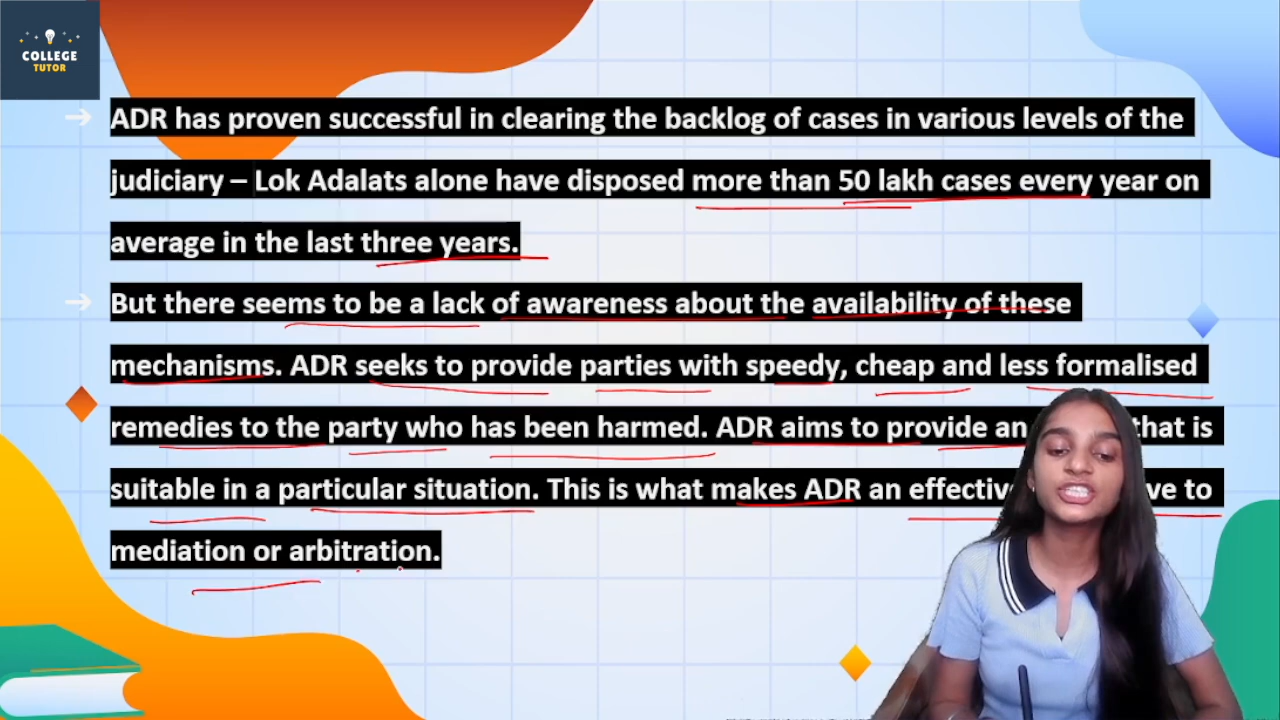 COLLEGE
TUTOR
ADR has proven successful in clearing the backlog of cases in various levels of the
judiciary – Lok Adalats alone have disposed more than 50 lakh cases every year on
average in the last three years.
But there seems to be a lack of awareness about the availability of these
mechanisms. ADR seeks to provide parties with speedy, cheap and less formalised
remedies to the party who has been harmed. ADR aims to provide an that is
suitable in a particular situation. This is what makes ADR an to
mediation or arbitration.